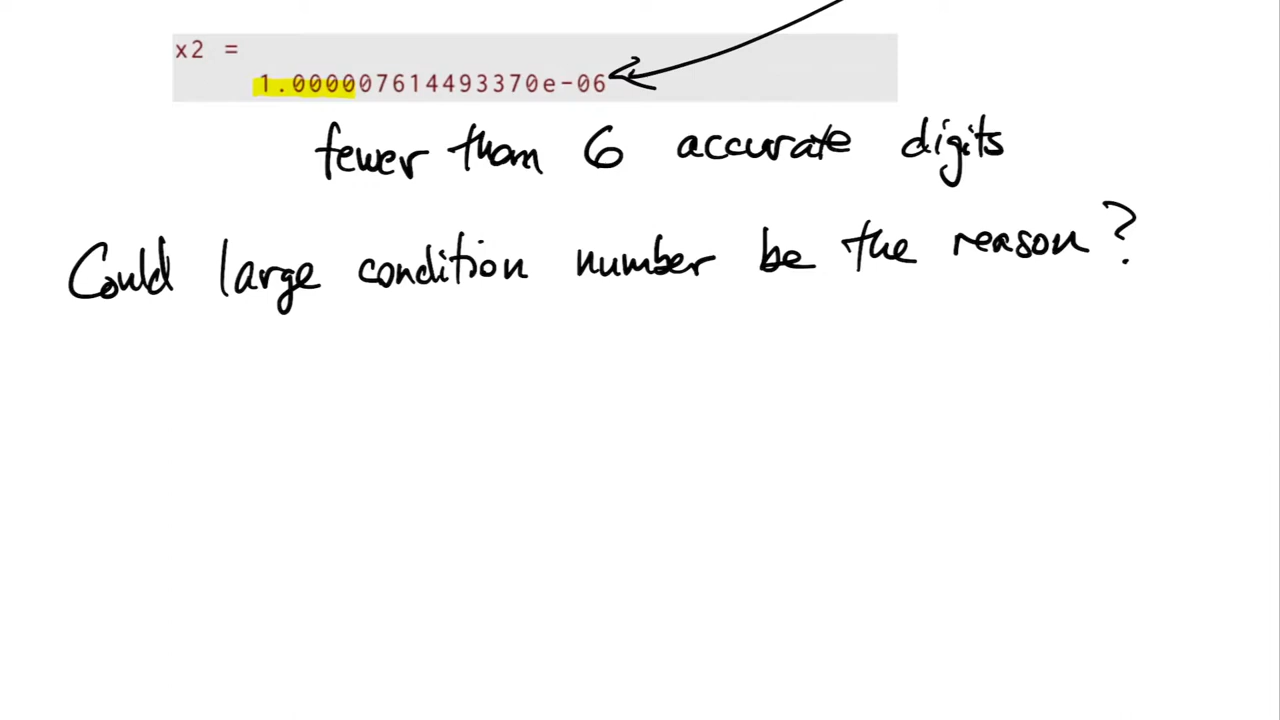 x2 =
1.000007614493370e-06
fewer than 6 accurate digits
Could large condition number be the reason?